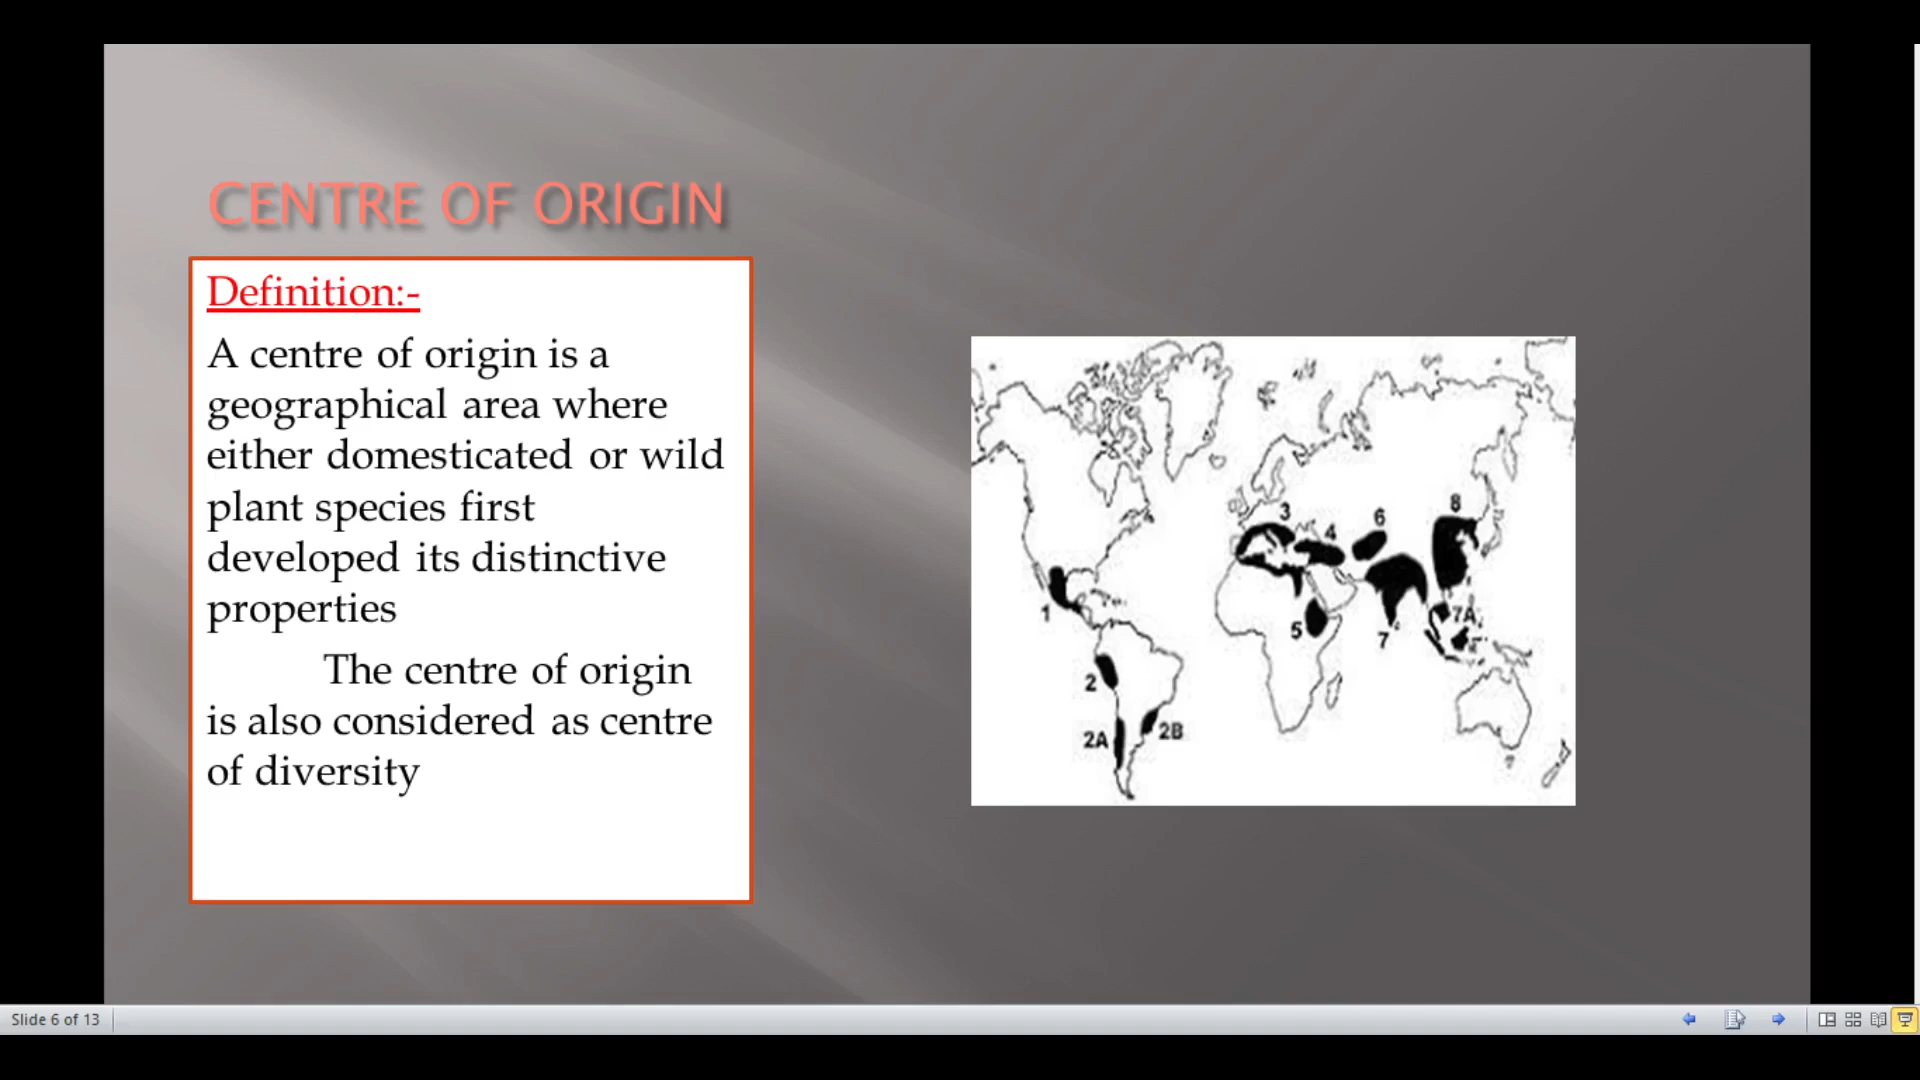 CENTRE OF ORIGIN
Definition:-
A centre of origin is a
geographical area where
either domesticated or wild
plant species first
developed its distinctive
properties
The centre of origin
is also considered as centre
of diversity
8
3
6
4
1
7A
5
7
2
2A
2B
Slide 6 of 13